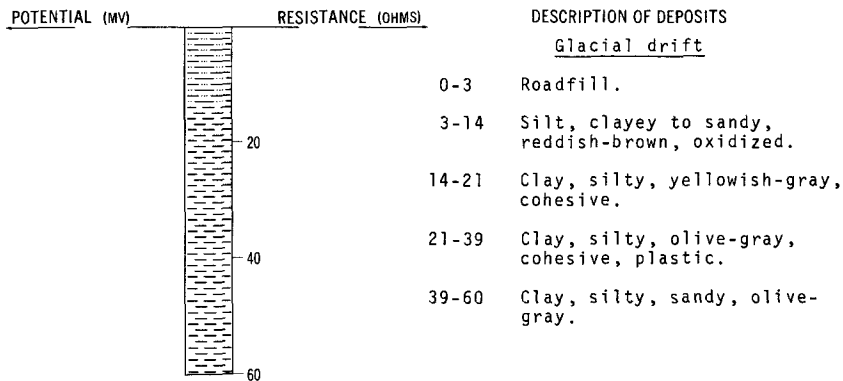 POTENTIAL (MV) RESISTANCE (OHMS) DESCRIPTION OF DEPOSITS
Glacial drift
0-3 Roadfill.
3-14 Silt, clayey to sandy,
reddish-brown, oxidized.
20
14-21 Clay, silty, yellowish-gray,
cohesive.
21-39 Clay, silty, olive-gray,
cohesive, plastic.
40
39-60 Clay, silty, sandy, olive-
gray.
60